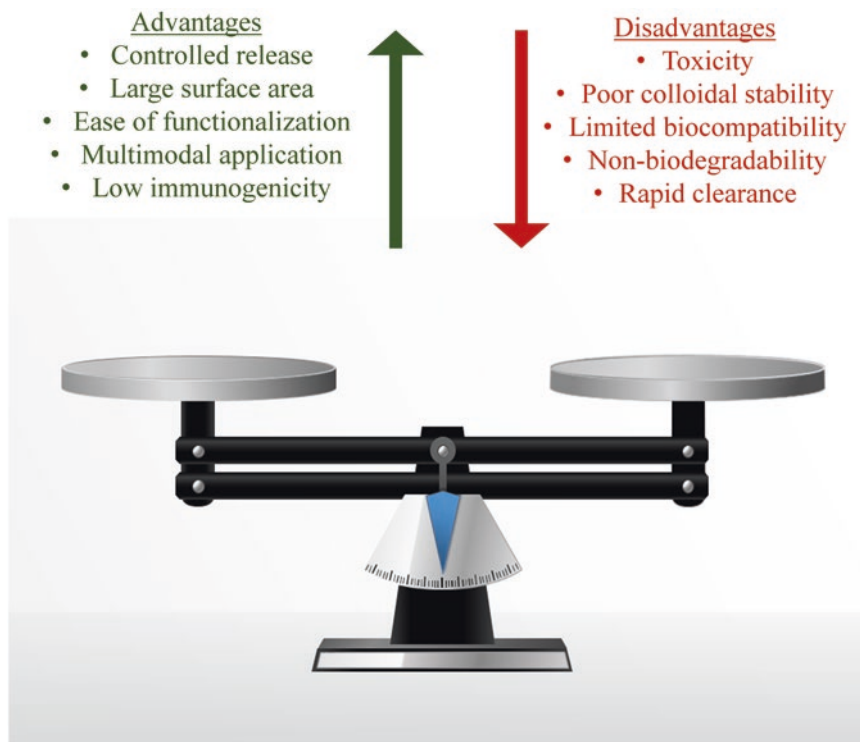 Advantages
• Controlled release
• Large surface area
• Ease of functionalization
• Multimodal application
• Low immunogenicity
Disadvantages
• Toxicity
• Poor colloidal stability
• Limited biocompatibility
• Non-biodegradability
• Rapid clearance